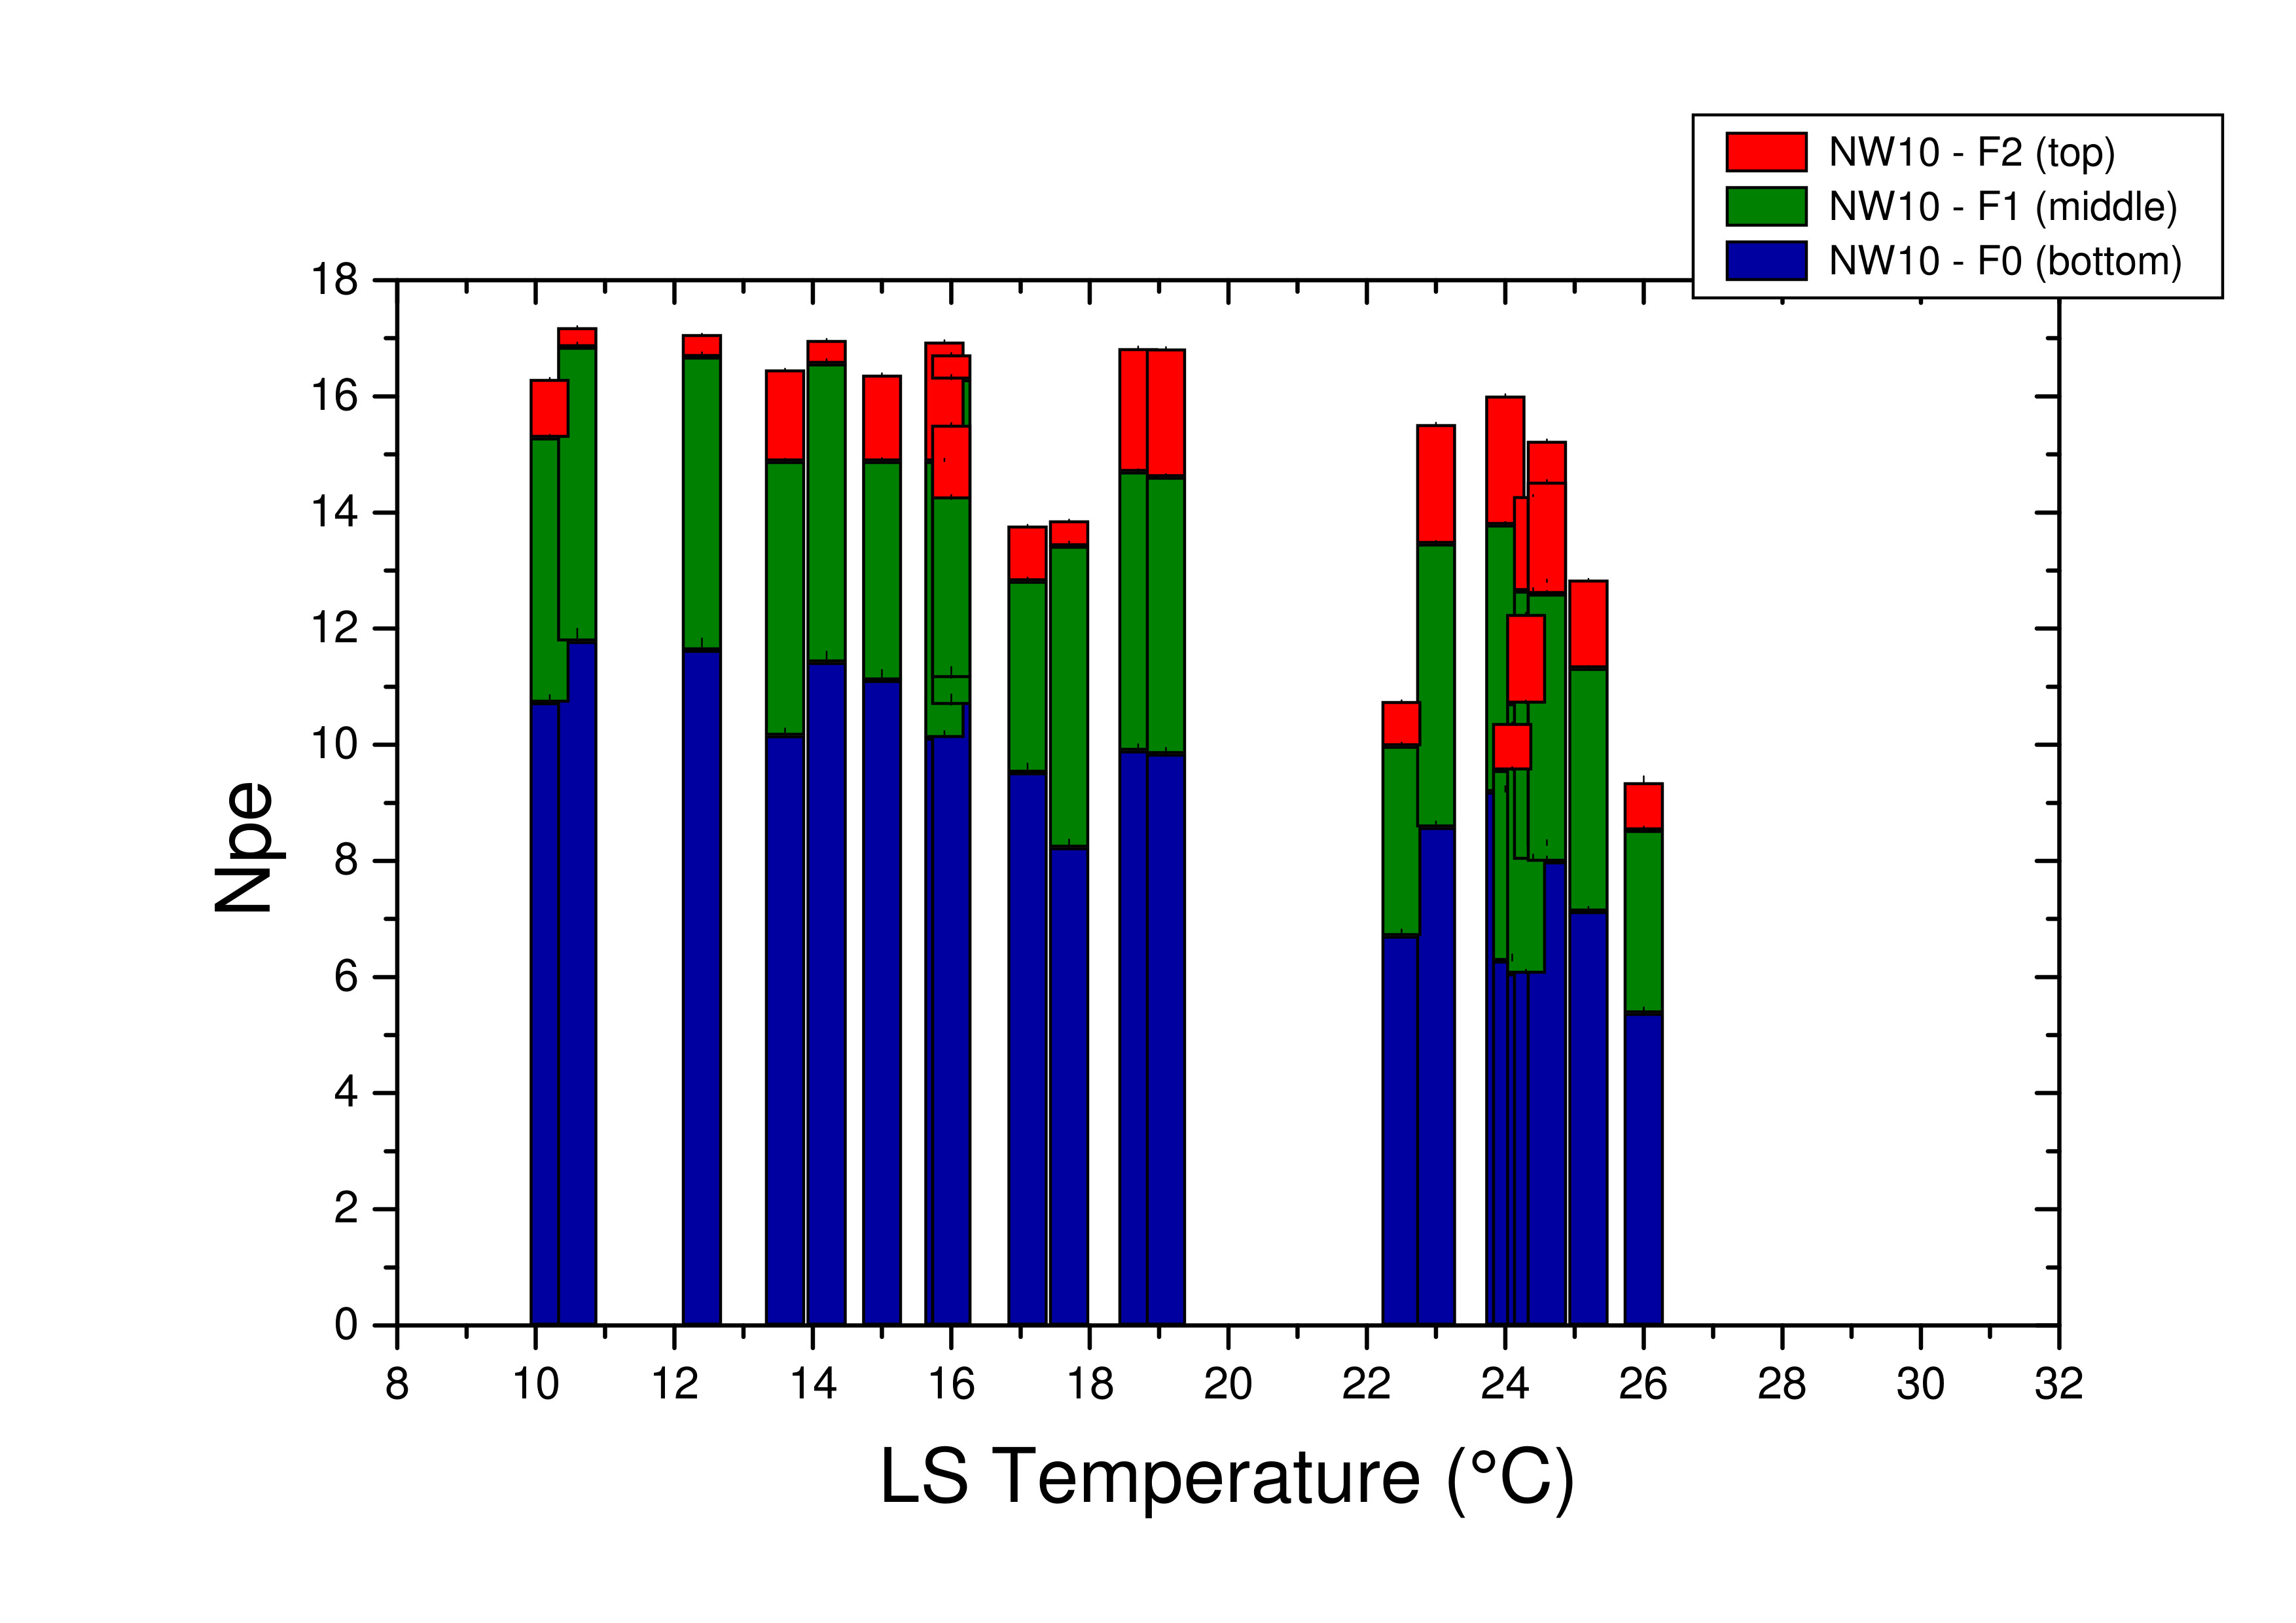 NW10 - F2 (top)
NW10 - F1 (middle)
NW10 - F0 (bottom)
18
16
14
12
10
8
6
4
2
0
Npe
8 10 12 14 16 18 20 22 24 26 28 30 32
LS Temperature (°C)